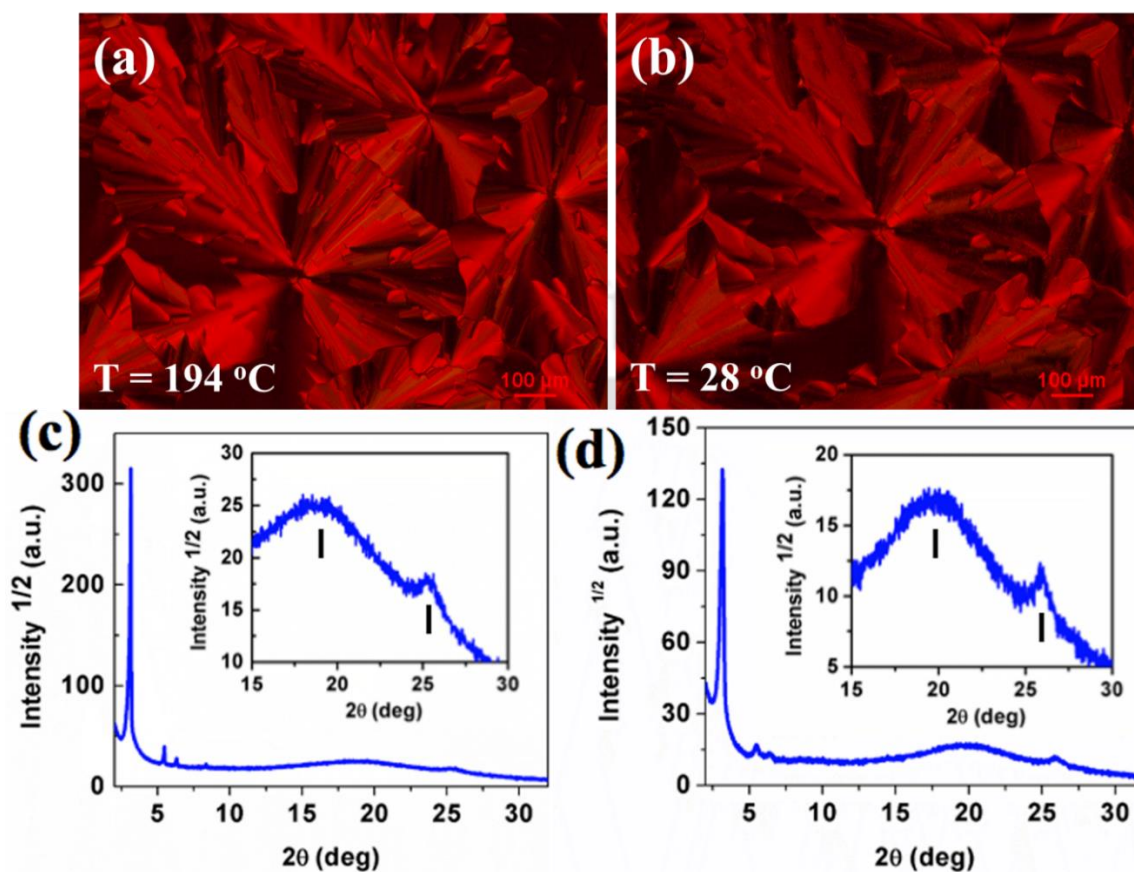 (a)
T = 194 °C
100 μm
(b)
T = 28 °C
100 μm
(c)
Intensity 1/2 (a.u.)
300
200
100
0
5 10 15 20 25 30
2θ (deg)
Intensity 1/2 (a.u.)
30
25
20
15
10
15 20 25 30
2θ (deg)
(d)
Intensity 1/2 (a.u.)
150
120
90
60
30
0
5 10 15 20 25 30
2θ (deg)
Intensity 1/2 (a.u.)
20
15
10
5
15 20 25 30
2θ (deg)